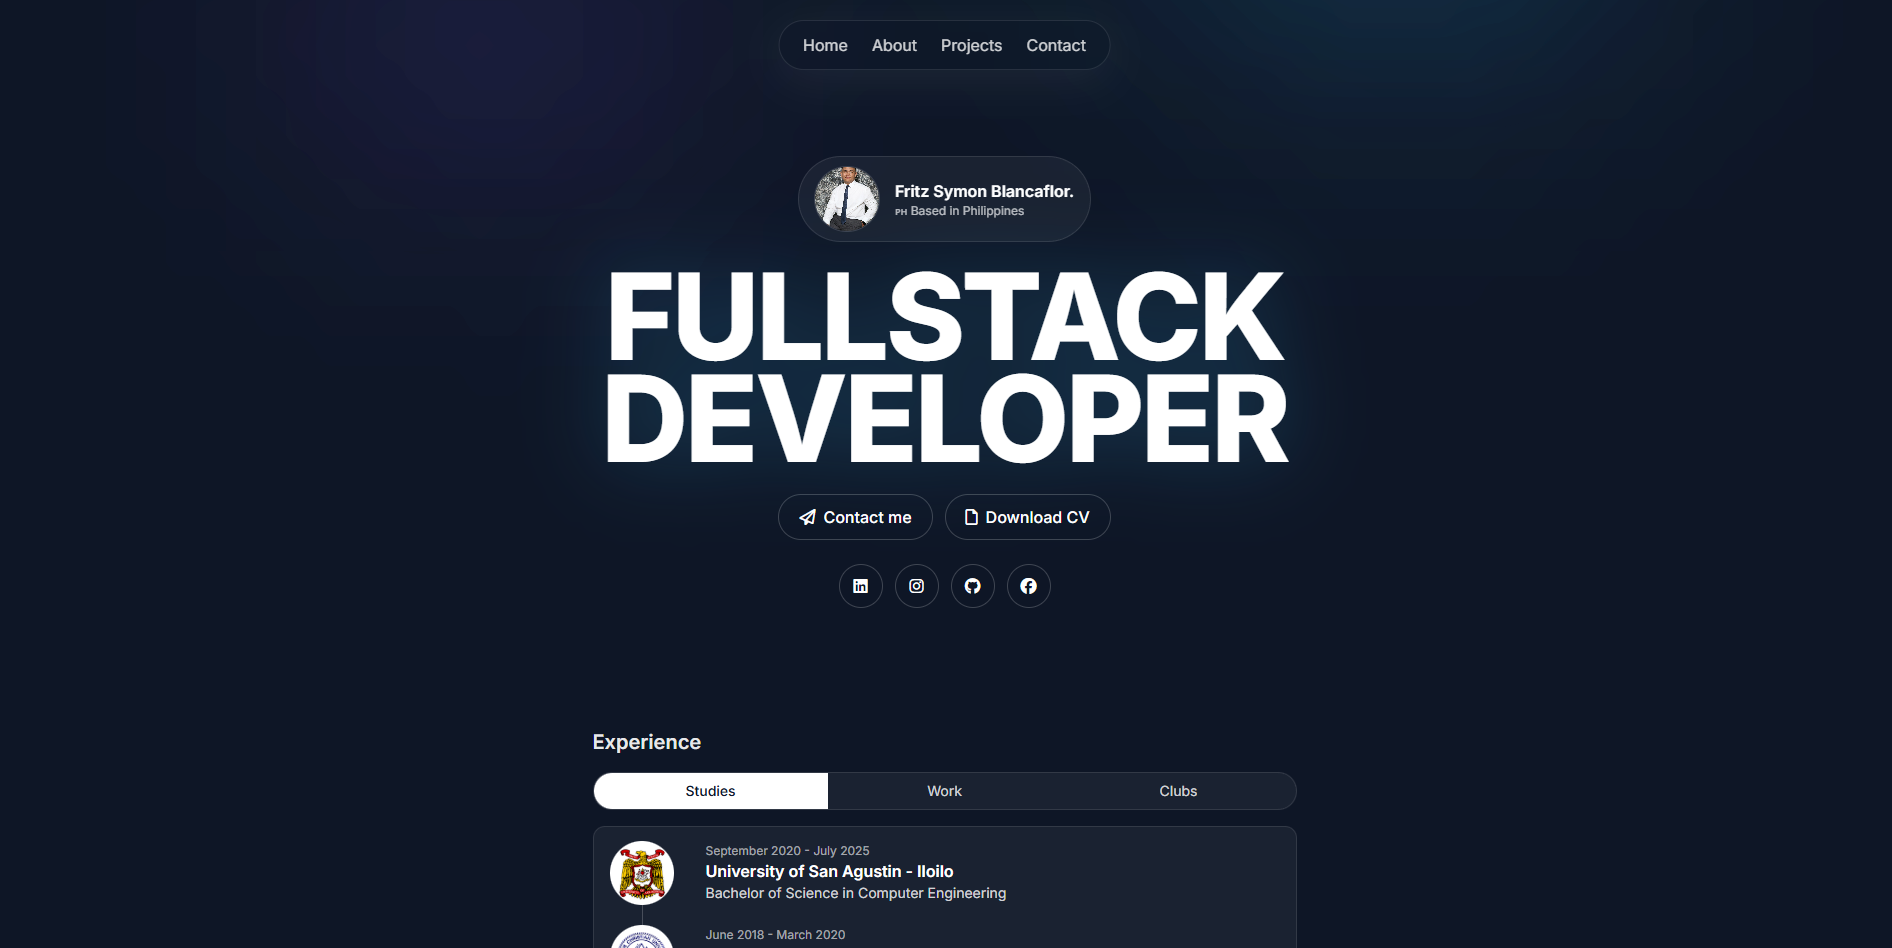 Home About Projects Contact
Fritz Symon Blancaflor.
PH Based in Philippines
FULLSTACK
DEVELOPER
Contact me Download CV
Experience
Studies Work Clubs
September 2020 - July 2025
University of San Agustin - Iloilo
Bachelor of Science in Computer Engineering
June 2018 - March 2020